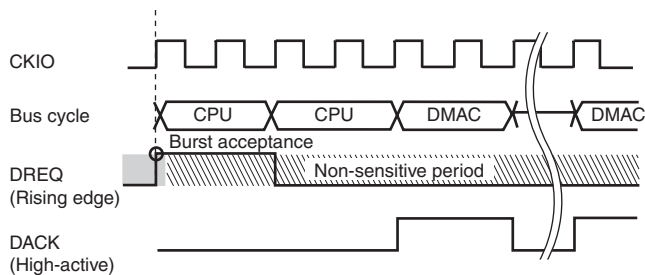 CKIO
Bus cycle CPU CPU DMAC DMAC
Burst acceptance
DREQ
(Rising edge)
Non-sensitive period
DACK
(High-active)